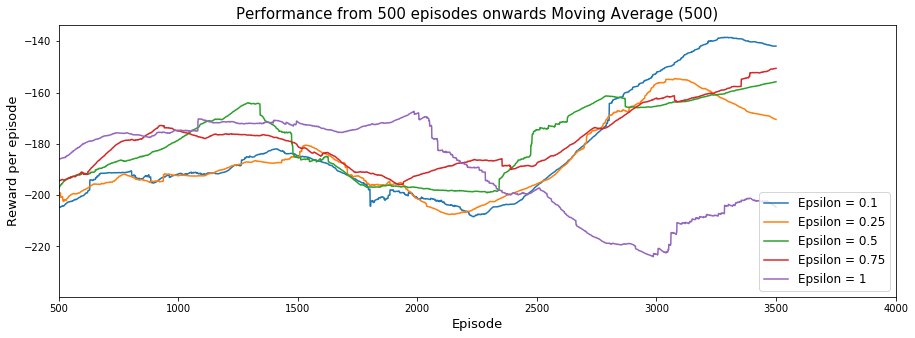 Performance from 500 episodes onwards Moving Average (500)
Reward per episode
−140
−160
−180
−200
−220
500
1000
1500
2000
2500
3000
3500
4000
Episode
Epsilon = 0.1
Epsilon = 0.25
Epsilon = 0.5
Epsilon = 0.75
Epsilon = 1